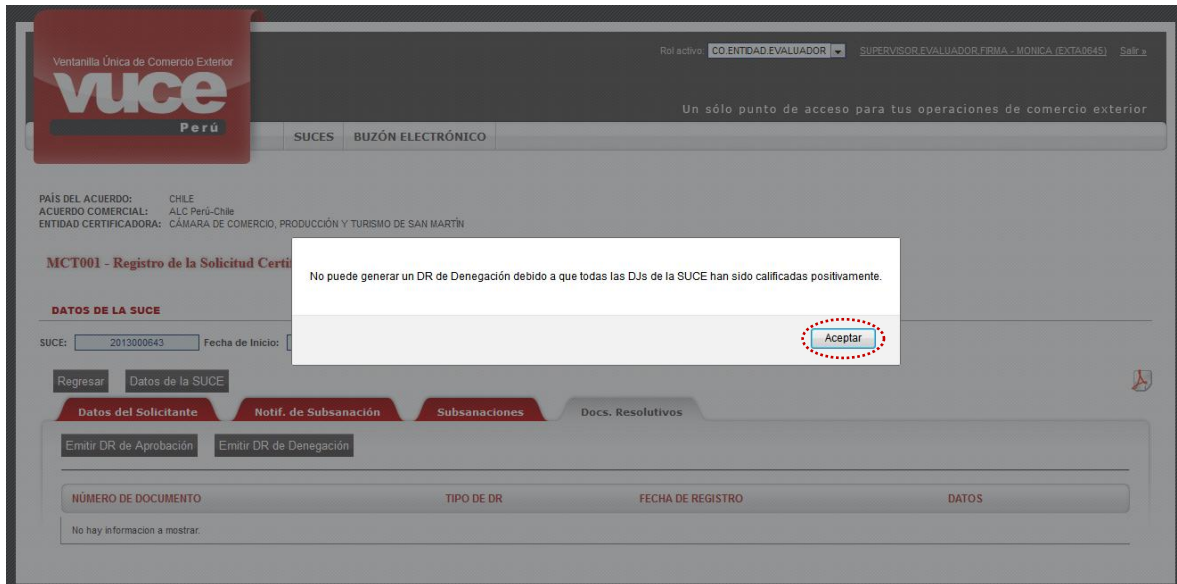 Ventanilla Única de Comercio Exterior
vuce
Perú
Rol activo: CO.ENTIDAD.EVALUADOR SUPERVISOR.EVALUADOR.FIRMA - MONICA (EXTA0645) Salir »
Un sólo punto de acceso para tus operaciones de comercio exterior
SUCES BUZÓN ELECTRÓNICO
PAÍS DEL ACUERDO: CHILE
ACUERDO COMERCIAL: ALC Perú-Chile
ENTIDAD CERTIFICADORA: CÁMARA DE COMERCIO, PRODUCCIÓN Y TURISMO DE SAN MARTÍN
MCT001 - Registro de la Solicitud Certi
No puede generar un DR de Denegación debido a que todas las DJs de la SUCE han sido calificadas positivamente.
Aceptar
DATOS DE LA SUCE
SUCE: 2013000643 Fecha de Inicio:
Regresar Datos de la SUCE
Datos del Solicitante Notif. de Subsanación Subsanaciones Docs. Resolutivos
Emitir DR de Aprobación Emitir DR de Denegación
NÚMERO DE DOCUMENTO TIPO DE DR FECHA DE REGISTRO DATOS
No hay informacion a mostrar.